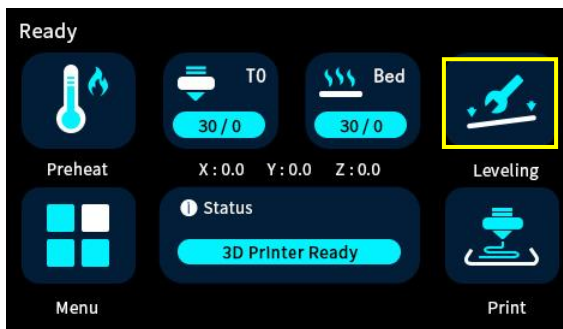 Ready
T0
Bed
30 / 0
30 / 0
Preheat
X : 0.0 Y : 0.0 Z : 0.0
Leveling
Status
3D Printer Ready
Menu
Print